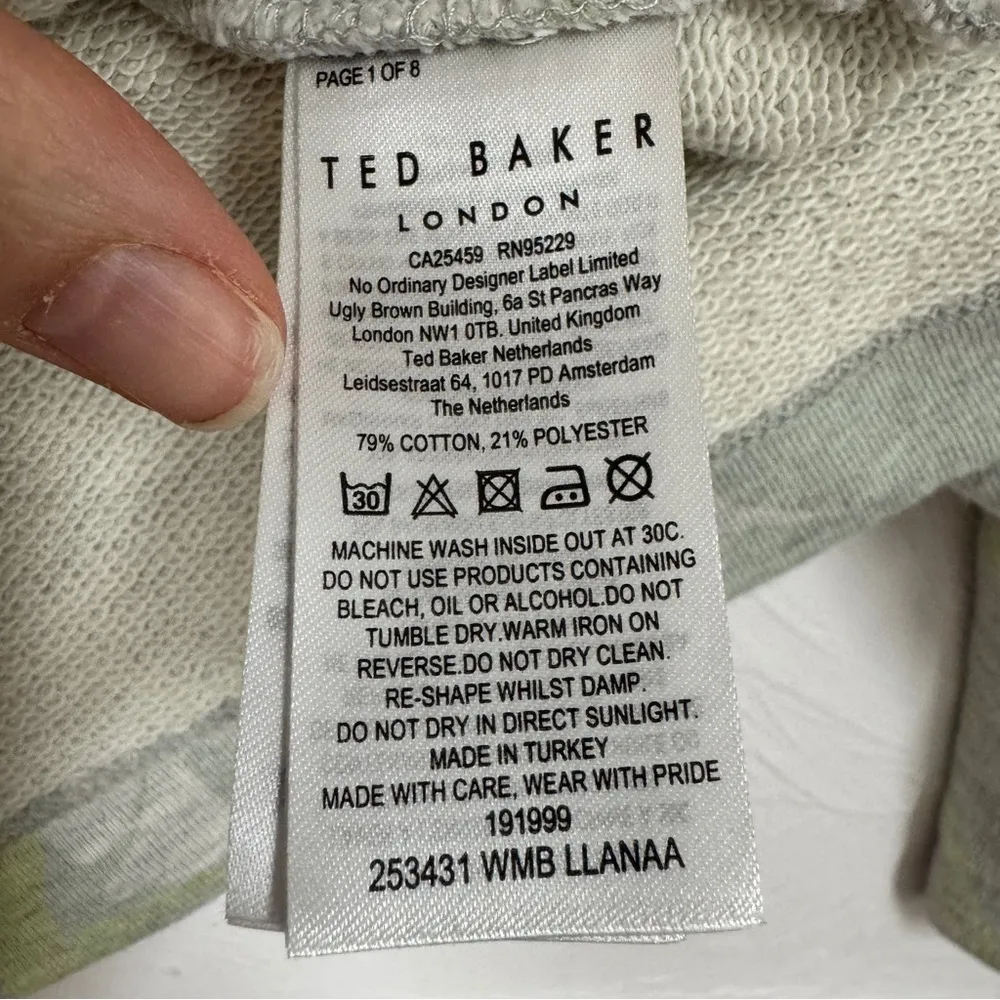 PAGE 1 OF 8
TED BAKER
LONDON
CA25459 RN95229
No Ordinary Designer Label Limited
Ugly Brown Building, 6a St Pancras Way
London NW1 0TB. United Kingdom
Ted Baker Netherlands
Leidsestraat 64, 1017 PD Amsterdam
The Netherlands
79% COTTON, 21% POLYESTER
30
MACHINE WASH INSIDE OUT AT 30C.
DO NOT USE PRODUCTS CONTAINING
BLEACH, OIL OR ALCOHOL.DO NOT
TUMBLE DRY.WARM IRON ON
REVERSE.DO NOT DRY CLEAN.
RE-SHAPE WHILST DAMP.
DO NOT DRY IN DIRECT SUNLIGHT.
MADE IN TURKEY
MADE WITH CARE, WEAR WITH PRIDE
191999
253431 WMB LLANAA